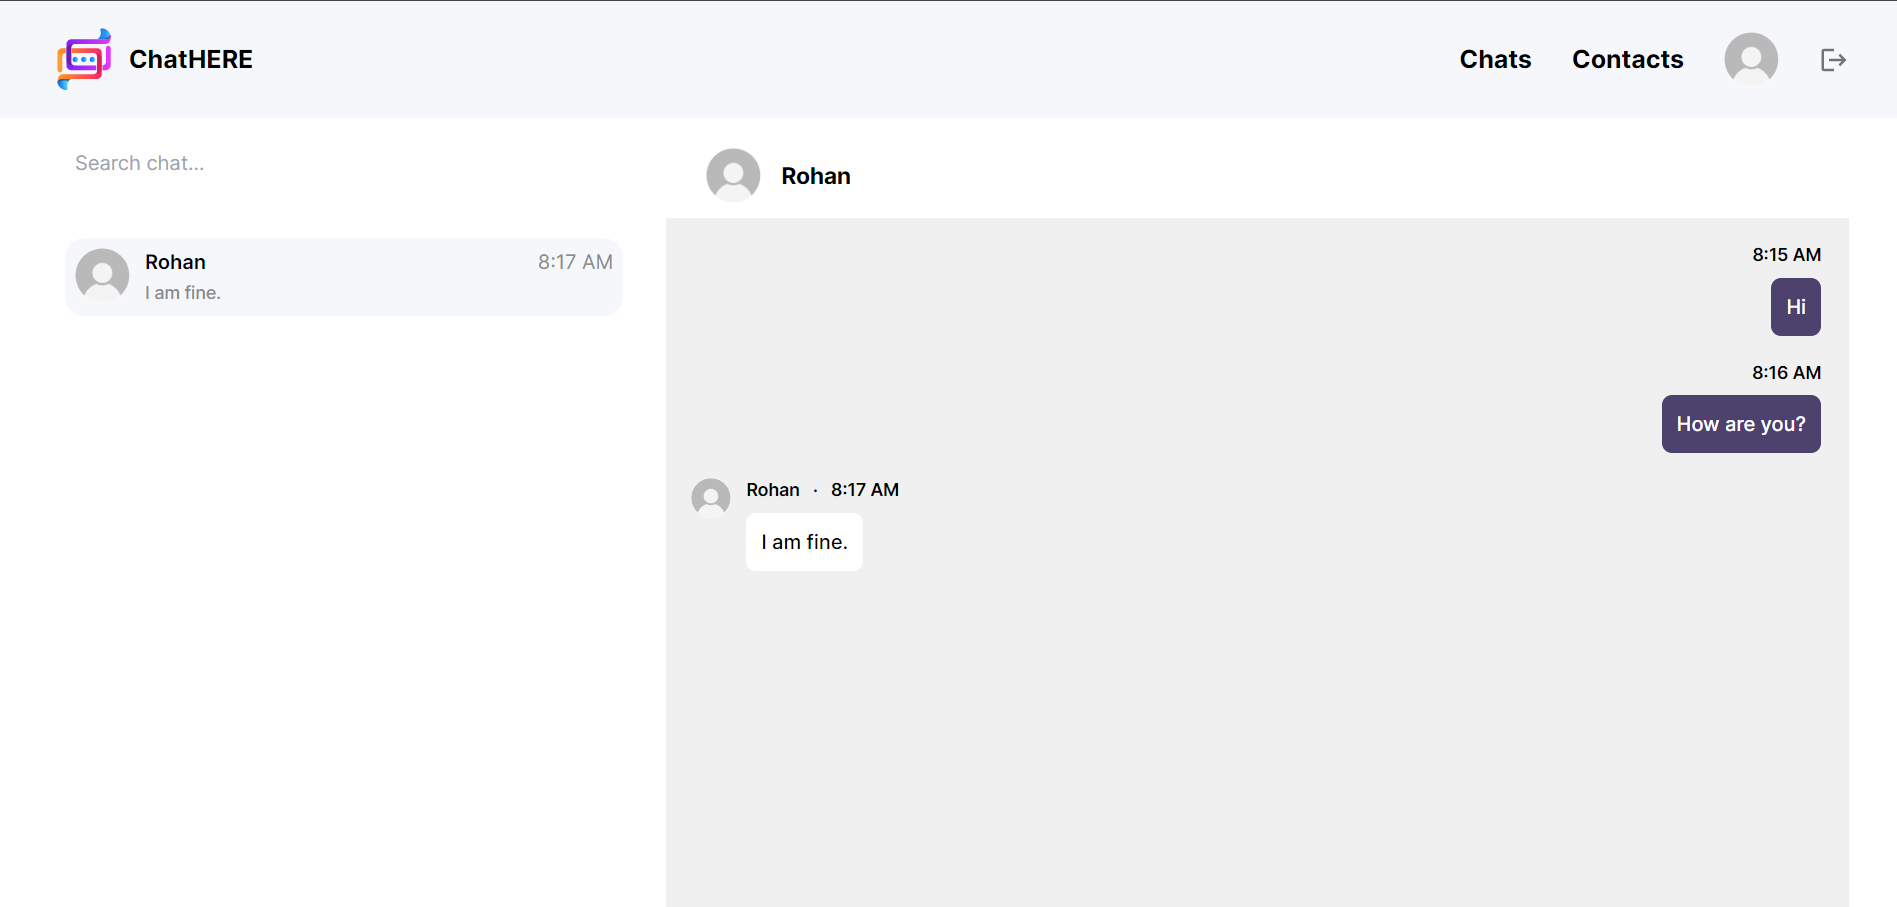 ChatHERE
Chats
Contacts
Search chat...
Rohan
8:17 AM
I am fine.
Rohan
8:15 AM
Hi
8:16 AM
How are you?
Rohan · 8:17 AM
I am fine.